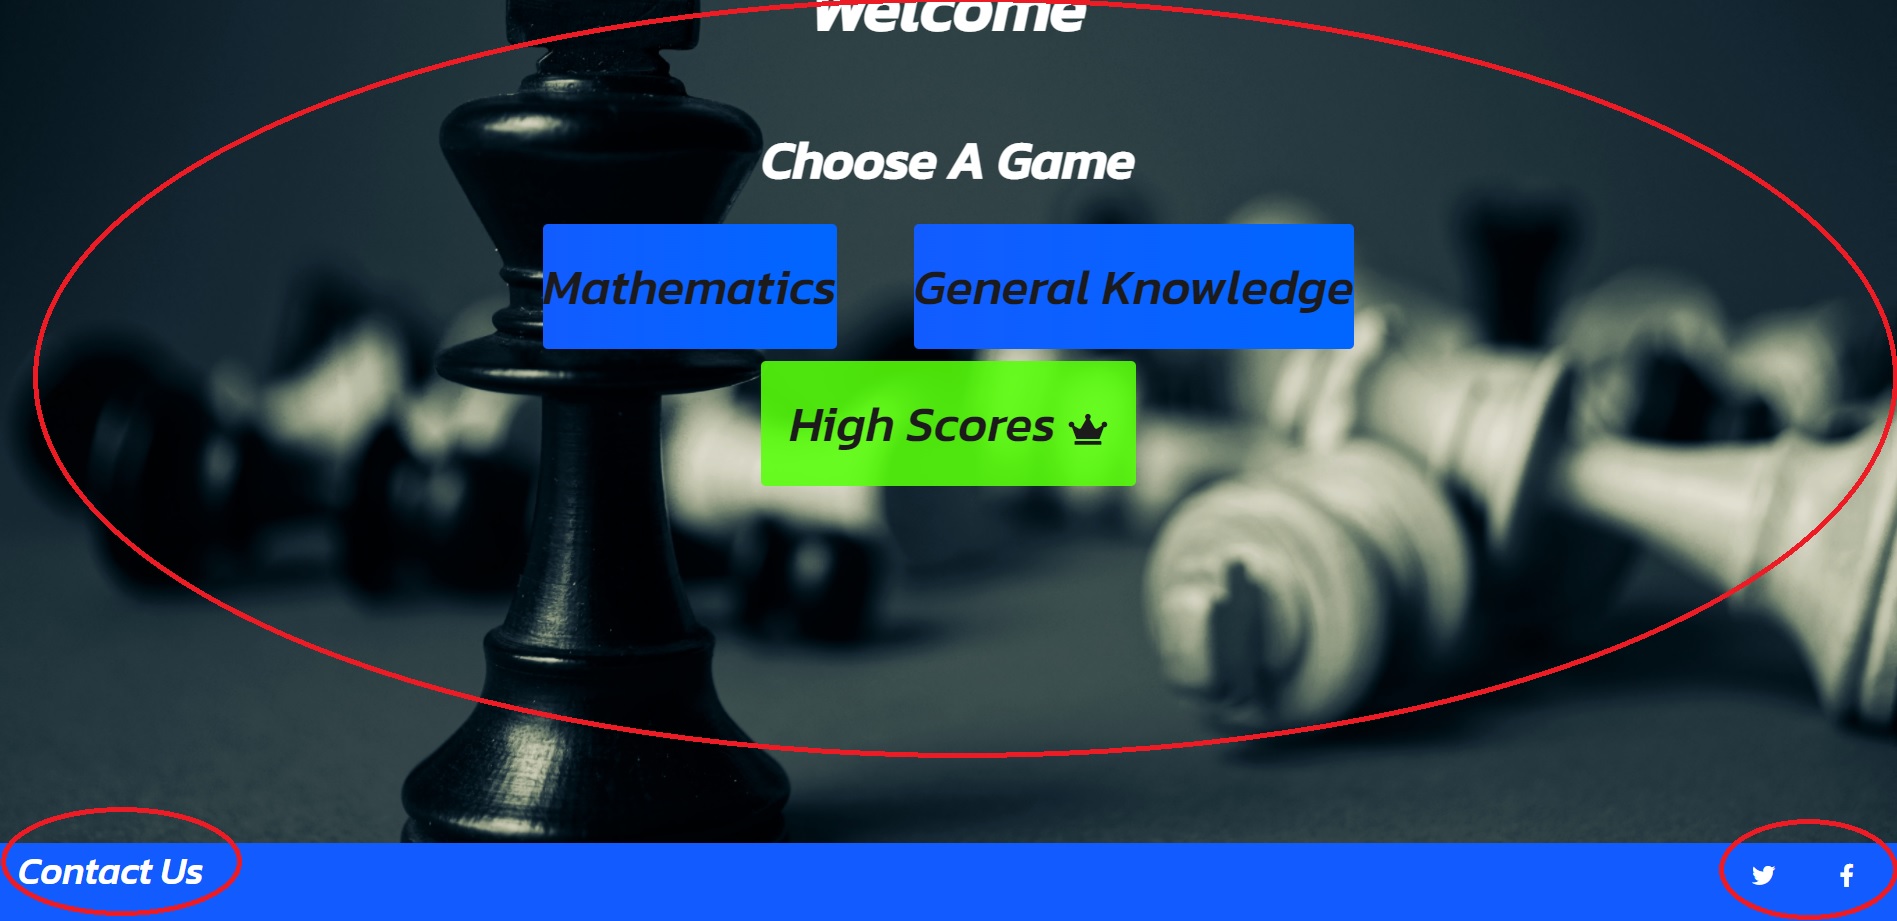 Welcome
Choose A Game
Mathematics General Knowledge
High Scores
Contact Us